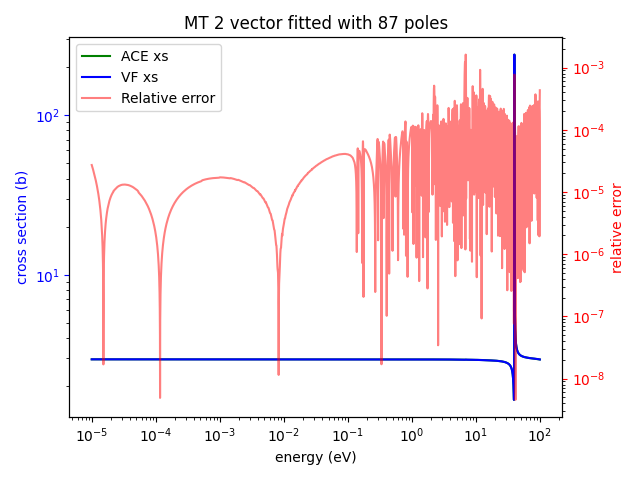 MT 2 vector fitted with 87 poles
ACE xs
VF xs
Relative error
cross section (b)
10²
10¹
relative error
10⁻³
10⁻⁴
10⁻⁵
10⁻⁶
10⁻⁷
10⁻⁸
10⁻⁵ 10⁻⁴ 10⁻³ 10⁻² 10⁻¹ 10⁰ 10¹ 10²
energy (eV)